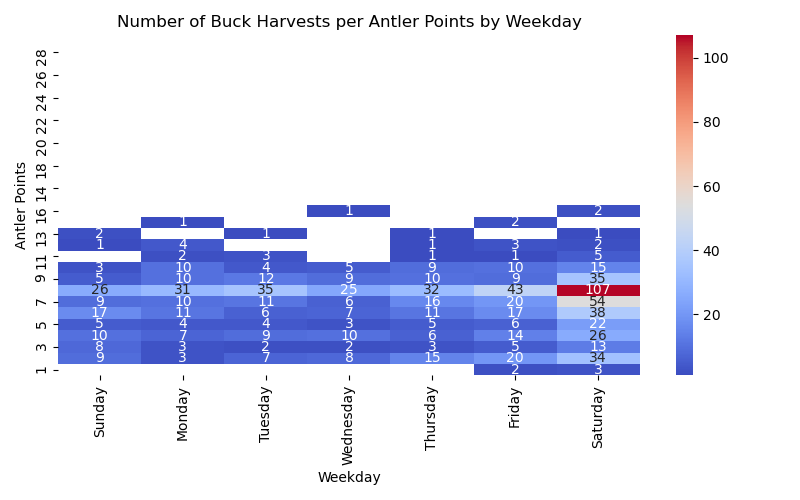 Number of Buck Harvests per Antler Points by Weekday
Antler Points
28
26
24
22
20
18
14
16 1 2
1 2
13 2 1 1 1
1 4 1 3 2
11 2 3 1 1 5
3 10 4 5 9 10 15
9 5 10 12 9 10 9 35
26 31 35 25 32 43 107
7 9 10 11 6 16 20 54
17 11 6 7 11 17 38
5 5 4 4 3 5 6 22
10 7 9 10 6 14 26
3 8 3 2 2 3 5 13
9 3 7 8 15 20 34
1 2 3
Sunday Monday Tuesday Wednesday Thursday Friday Saturday
Weekday
100
80
60
40
20